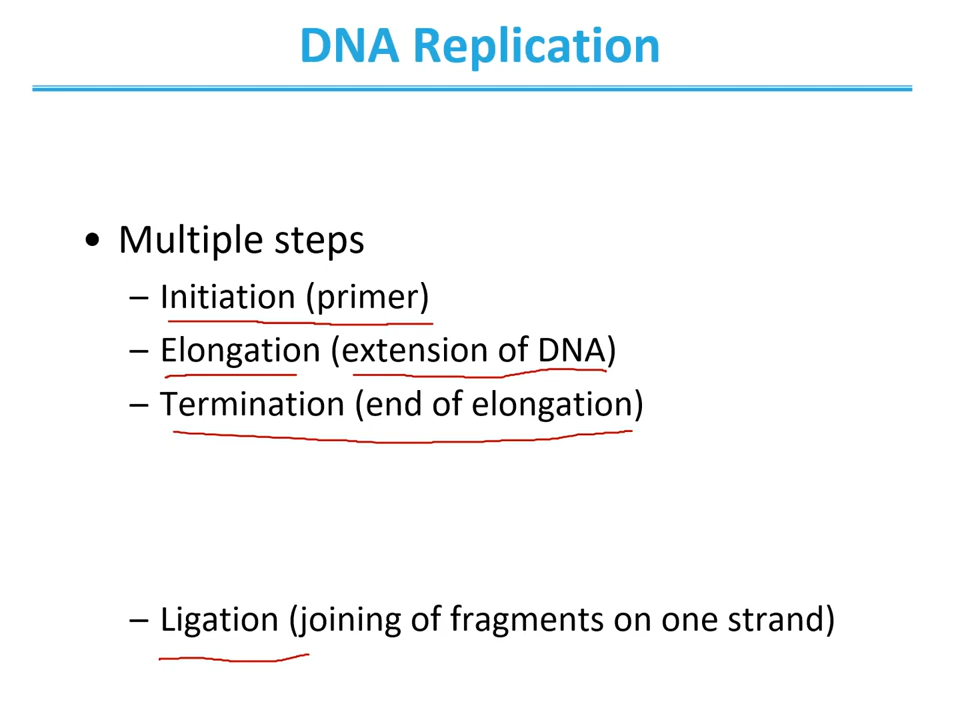 DNA Replication
• Multiple steps
– Initiation (primer)
– Elongation (extension of DNA)
– Termination (end of elongation)
– Ligation (joining of fragments on one strand)